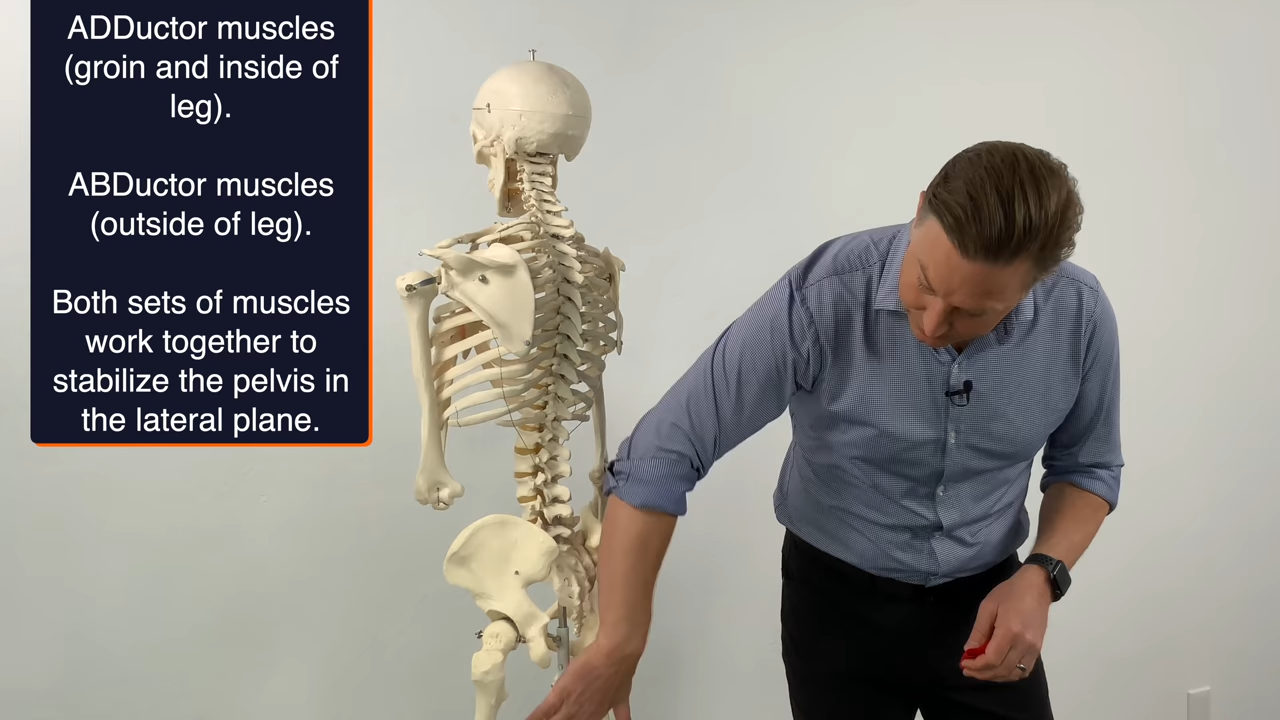 ADDuctor muscles
(groin and inside of
leg).
ABDuctor muscles
(outside of leg).
Both sets of muscles
work together to
stabilize the pelvis in
the lateral plane.